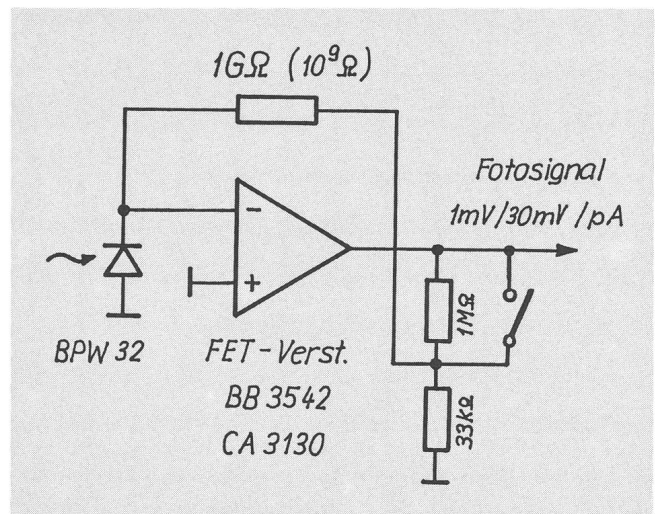 1GΩ (10⁹Ω)
Fotosignal
1mV/30mV/pA
−
+
1MΩ
BPW 32
FET-Verst.
BB 3542
CA 3130
33kΩ